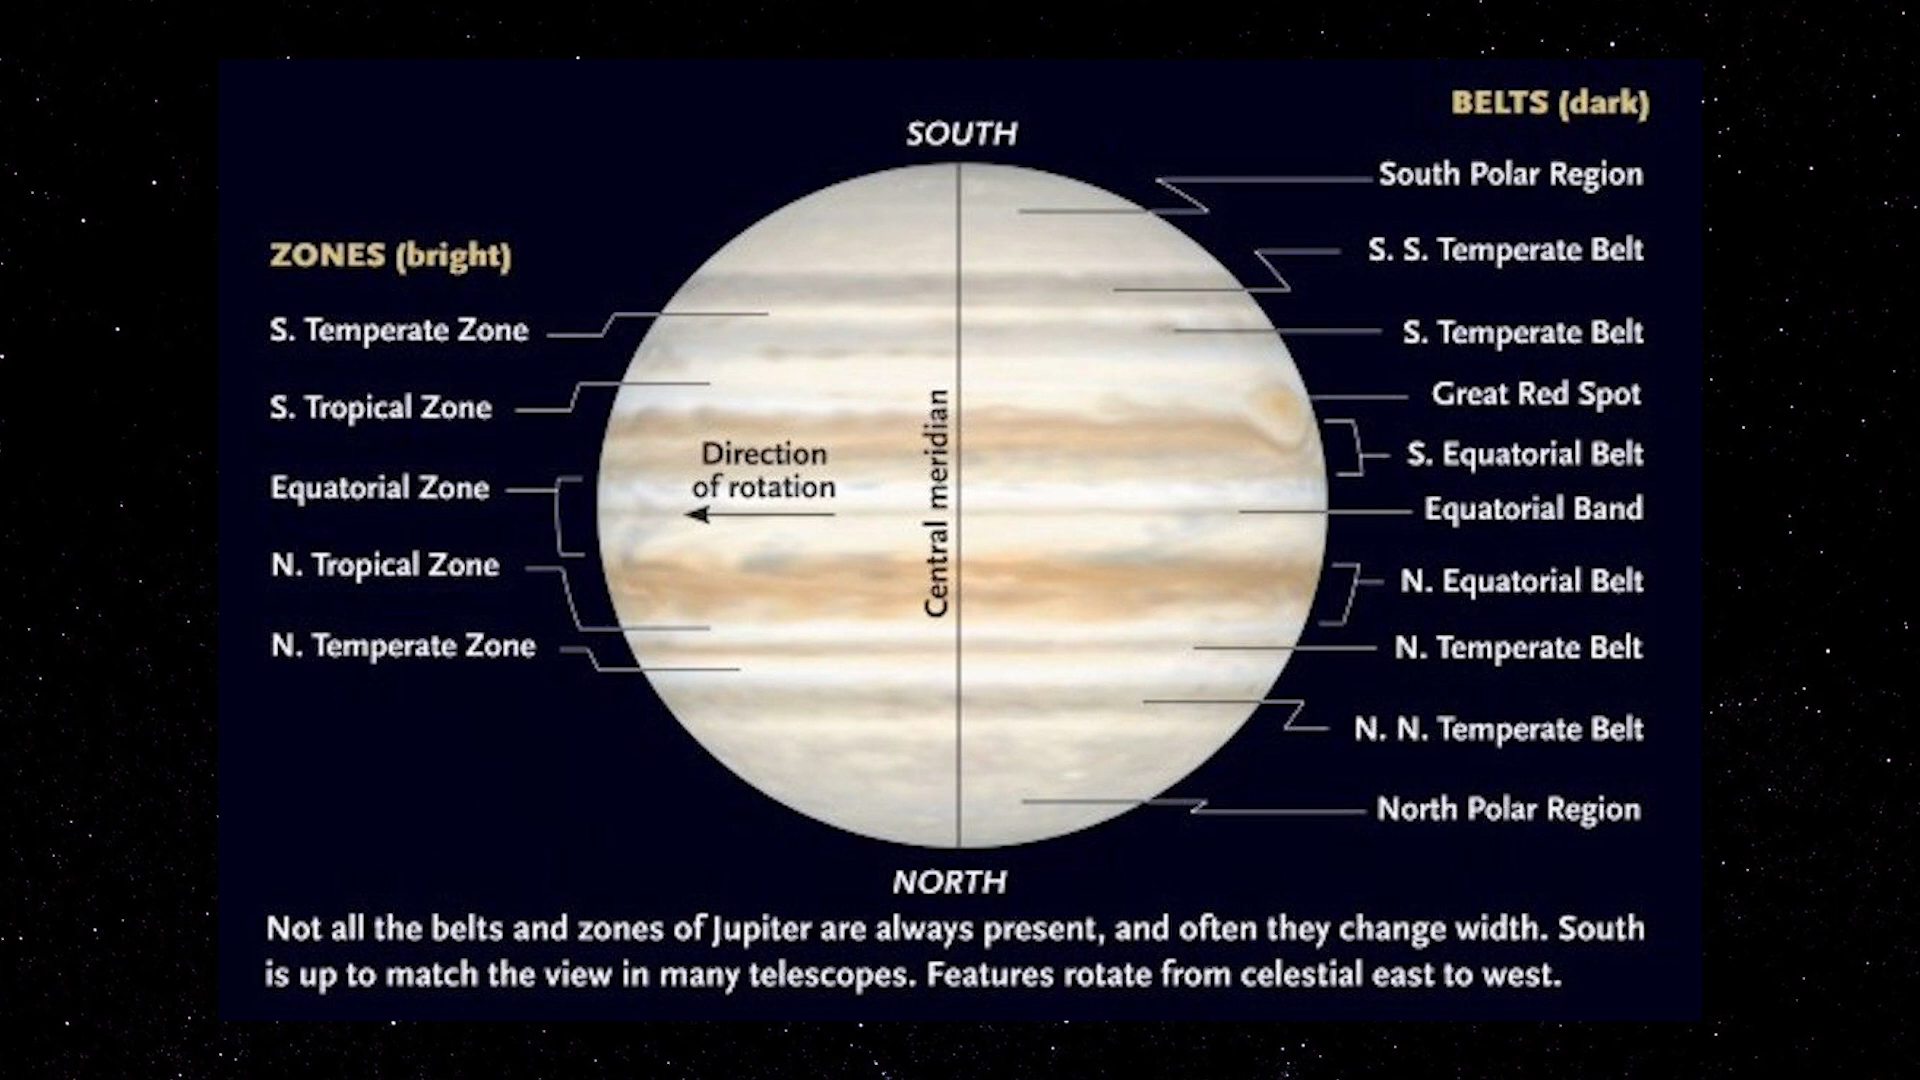 BELTS (dark)
SOUTH
South Polar Region
ZONES (bright)
S. S. Temperate Belt
S. Temperate Zone
S. Temperate Belt
S. Tropical Zone
Great Red Spot
Direction
of rotation
Central meridian
S. Equatorial Belt
Equatorial Zone
Equatorial Band
N. Tropical Zone
N. Equatorial Belt
N. Temperate Zone
N. Temperate Belt
N. N. Temperate Belt
North Polar Region
NORTH
Not all the belts and zones of Jupiter are always present, and often they change width. South
is up to match the view in many telescopes. Features rotate from celestial east to west.